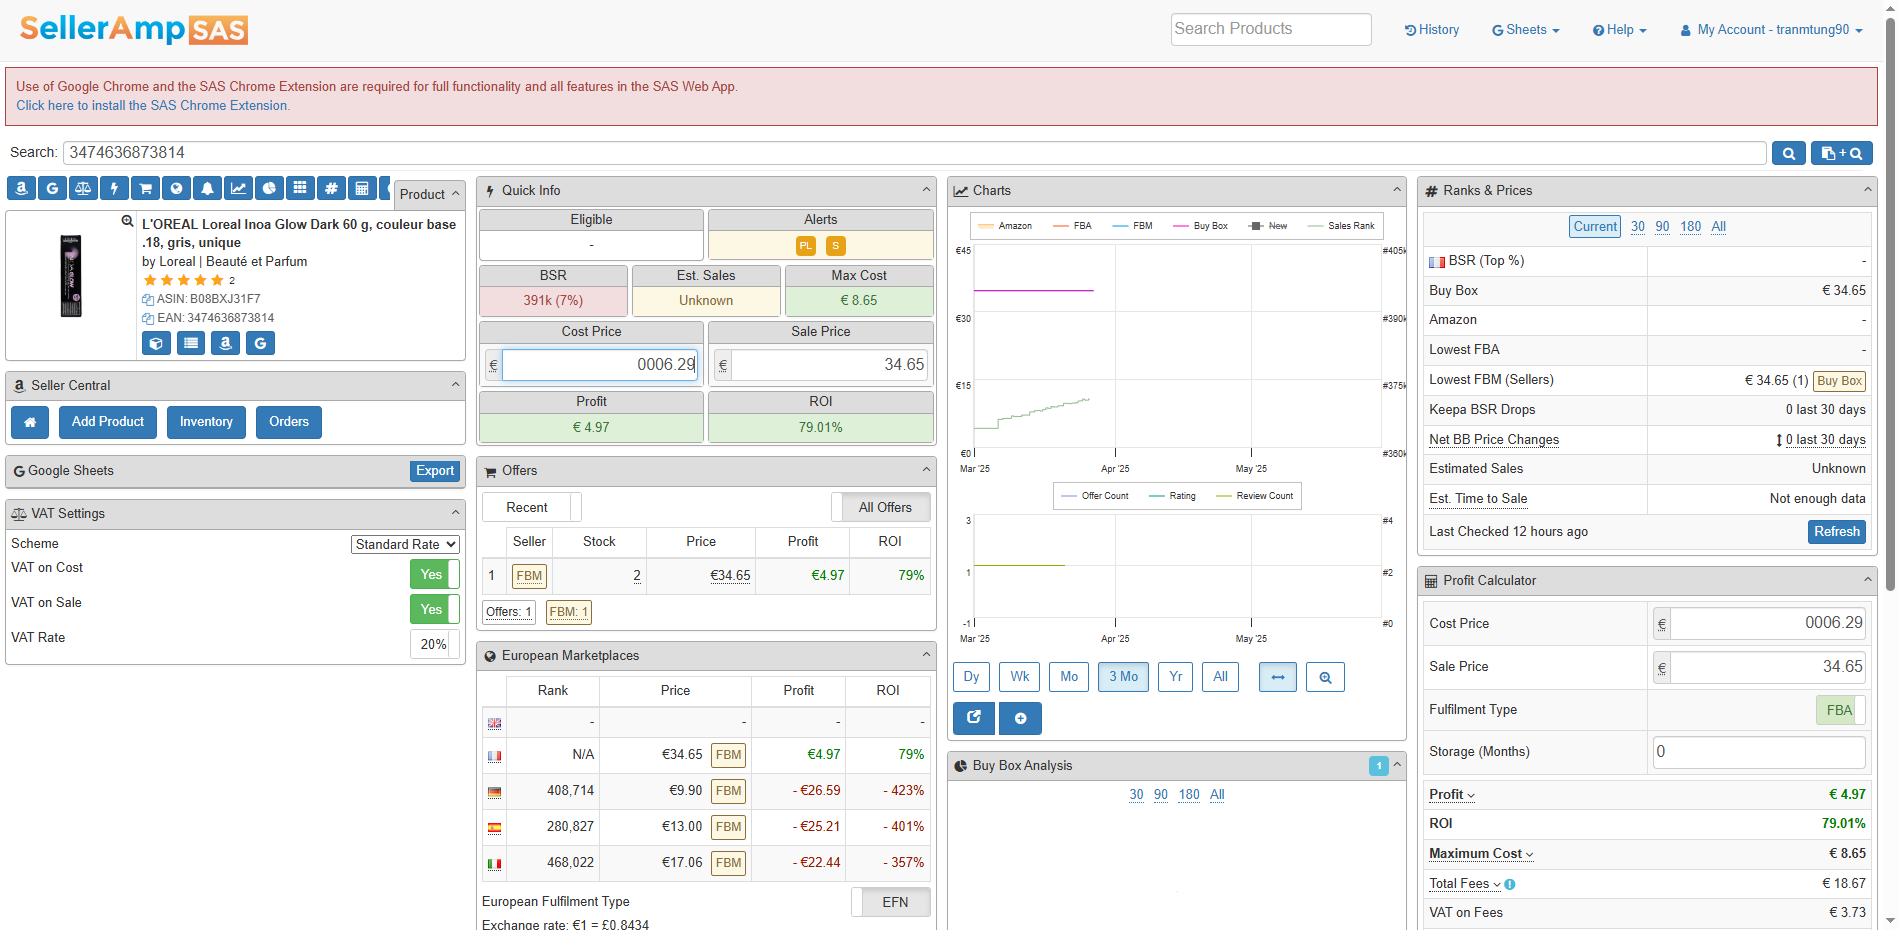 SellerAmp SAS
Search Products
History
Sheets
Help
My Account - tranmtung90
Use of Google Chrome and the SAS Chrome Extension are required for full functionality and all features in the SAS Web App.
Click here to install the SAS Chrome Extension.
Search: 3474636873814
Product
L'OREAL Loreal Inoa Glow Dark 60 g, couleur base
.18, gris, unique
by Loreal | Beauté et Parfum
2
ASIN: B08BXJ31F7
EAN: 3474636873814
Seller Central
Add Product Inventory Orders
Google Sheets Export
VAT Settings
Scheme Standard Rate
VAT on Cost Yes
VAT on Sale Yes
VAT Rate 20%
Quick Info
Eligible Alerts
- PL S
BSR Est. Sales Max Cost
391k (7%) Unknown € 8.65
Cost Price Sale Price
€ 0006.29 € 34.65
Profit ROI
€ 4.97 79.01%
Offers
Recent All Offers
Seller Stock Price Profit ROI
1 FBM 2 €34.65 €4.97 79%
Offers: 1 FBM: 1
European Marketplaces
Rank Price Profit ROI
- - - -
N/A €34.65 FBM €4.97 79%
408,714 €9.90 FBM - €26.59 - 423%
280,827 €13.00 FBM - €25.21 - 401%
468,022 €17.06 FBM - €22.44 - 357%
European Fulfilment Type EFN
Exchange rate: €1 = £0.8434
Charts
Amazon FBA FBM Buy Box New Sales Rank
€45 #405k
€30 #390k
€15 #375k
€0 #360k
Mar '25 Apr '25 May '25
Offer Count Rating Review Count
3 #4
1 #2
-1 #0
Mar '25 Apr '25 May '25
Dy Wk Mo 3 Mo Yr All
Buy Box Analysis 1
30 90 180 All
Ranks & Prices
Current 30 90 180 All
BSR (Top %) -
Buy Box € 34.65
Amazon -
Lowest FBA -
Lowest FBM (Sellers) € 34.65 (1) Buy Box
Keepa BSR Drops 0 last 30 days
Net BB Price Changes 0 last 30 days
Estimated Sales Unknown
Est. Time to Sale Not enough data
Last Checked 12 hours ago Refresh
Profit Calculator
Cost Price € 0006.29
Sale Price € 34.65
Fulfilment Type FBA
Storage (Months) 0
Profit € 4.97
ROI 79.01%
Maximum Cost € 8.65
Total Fees € 18.67
VAT on Fees € 3.73